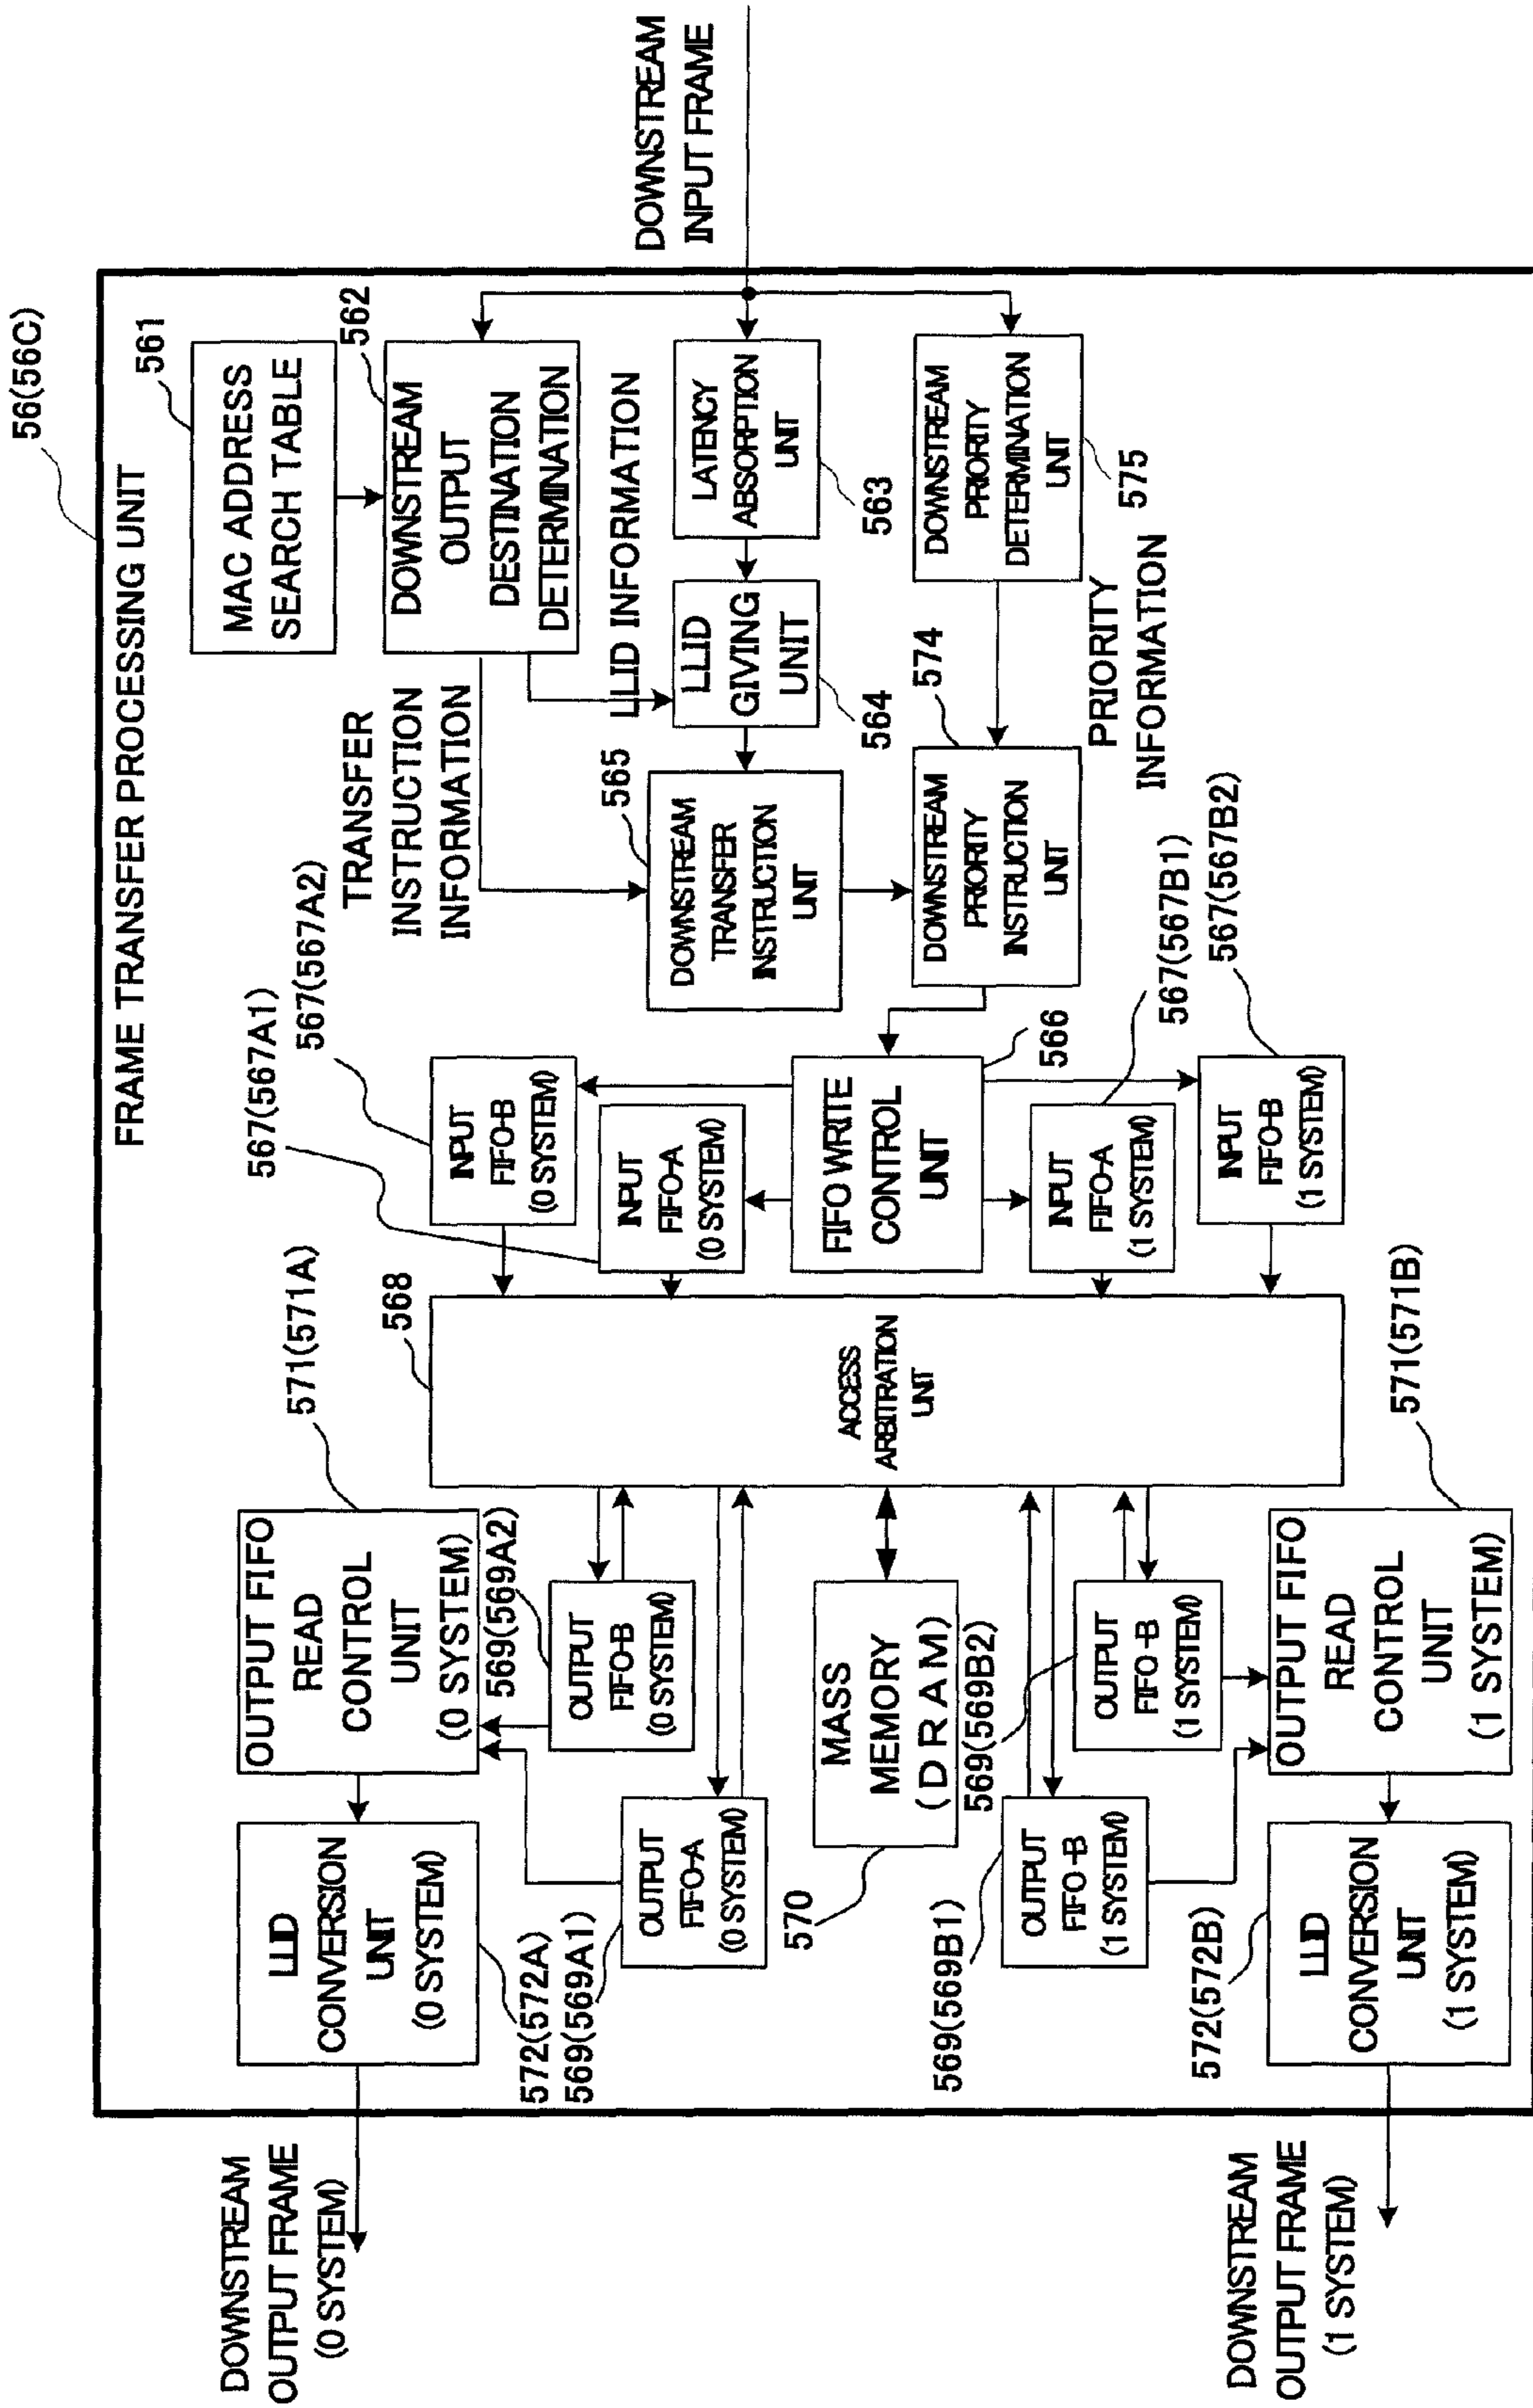 56(56C)
FRAME TRANSFER PROCESSING UNIT
DOWNSTREAM
OUTPUT FRAME
(0 SYSTEM)
LLID
CONVERSION
UNIT
(0 SYSTEM)
572(572A)
OUTPUT FIFO
READ
CONTROL
UNIT
(0 SYSTEM)
571(571A)
569(569A2)
OUTPUT
FIFO-B
(0 SYSTEM)
569(569A1)
OUTPUT
FIFO-A
(0 SYSTEM)
MASS
MEMORY
(DRAM)
570
569(569B2)
OUTPUT
FIFO-B
(1 SYSTEM)
569(569B1)
OUTPUT
FIFO-B
(1 SYSTEM)
OUTPUT FIFO
READ
CONTROL
UNIT
(1 SYSTEM)
571(571B)
572(572B)
LLID
CONVERSION
UNIT
(1 SYSTEM)
DOWNSTREAM
OUTPUT FRAME
(1 SYSTEM)
568
ACCESS
ARBITRATION
UNIT
567(567A1)
567(567A2)
INPUT
FIFO-B
(0 SYSTEM)
INPUT
FIFO-A
(0 SYSTEM)
FIFO WRITE
CONTROL
UNIT
566
INPUT
FIFO-A
(1 SYSTEM)
567(567B1)
INPUT
FIFO-B
(1 SYSTEM)
567(567B2)
TRANSFER
INSTRUCTION
INFORMATION
565
DOWNSTREAM
TRANSFER
INSTRUCTION
UNIT
574
DOWNSTREAM
PRIORITY
INSTRUCTION
UNIT
PRIORITY
INFORMATION
561
MAC ADDRESS
SEARCH TABLE
562
DOWNSTREAM
OUTPUT
DESTINATION
DETERMINATION
LLID INFORMATION
LLID
GIVING
UNIT
564
LATENCY
ABSORPTION
UNIT
563
DOWNSTREAM
PRIORITY
DETERMINATION
UNIT
575
DOWNSTREAM
INPUT FRAME